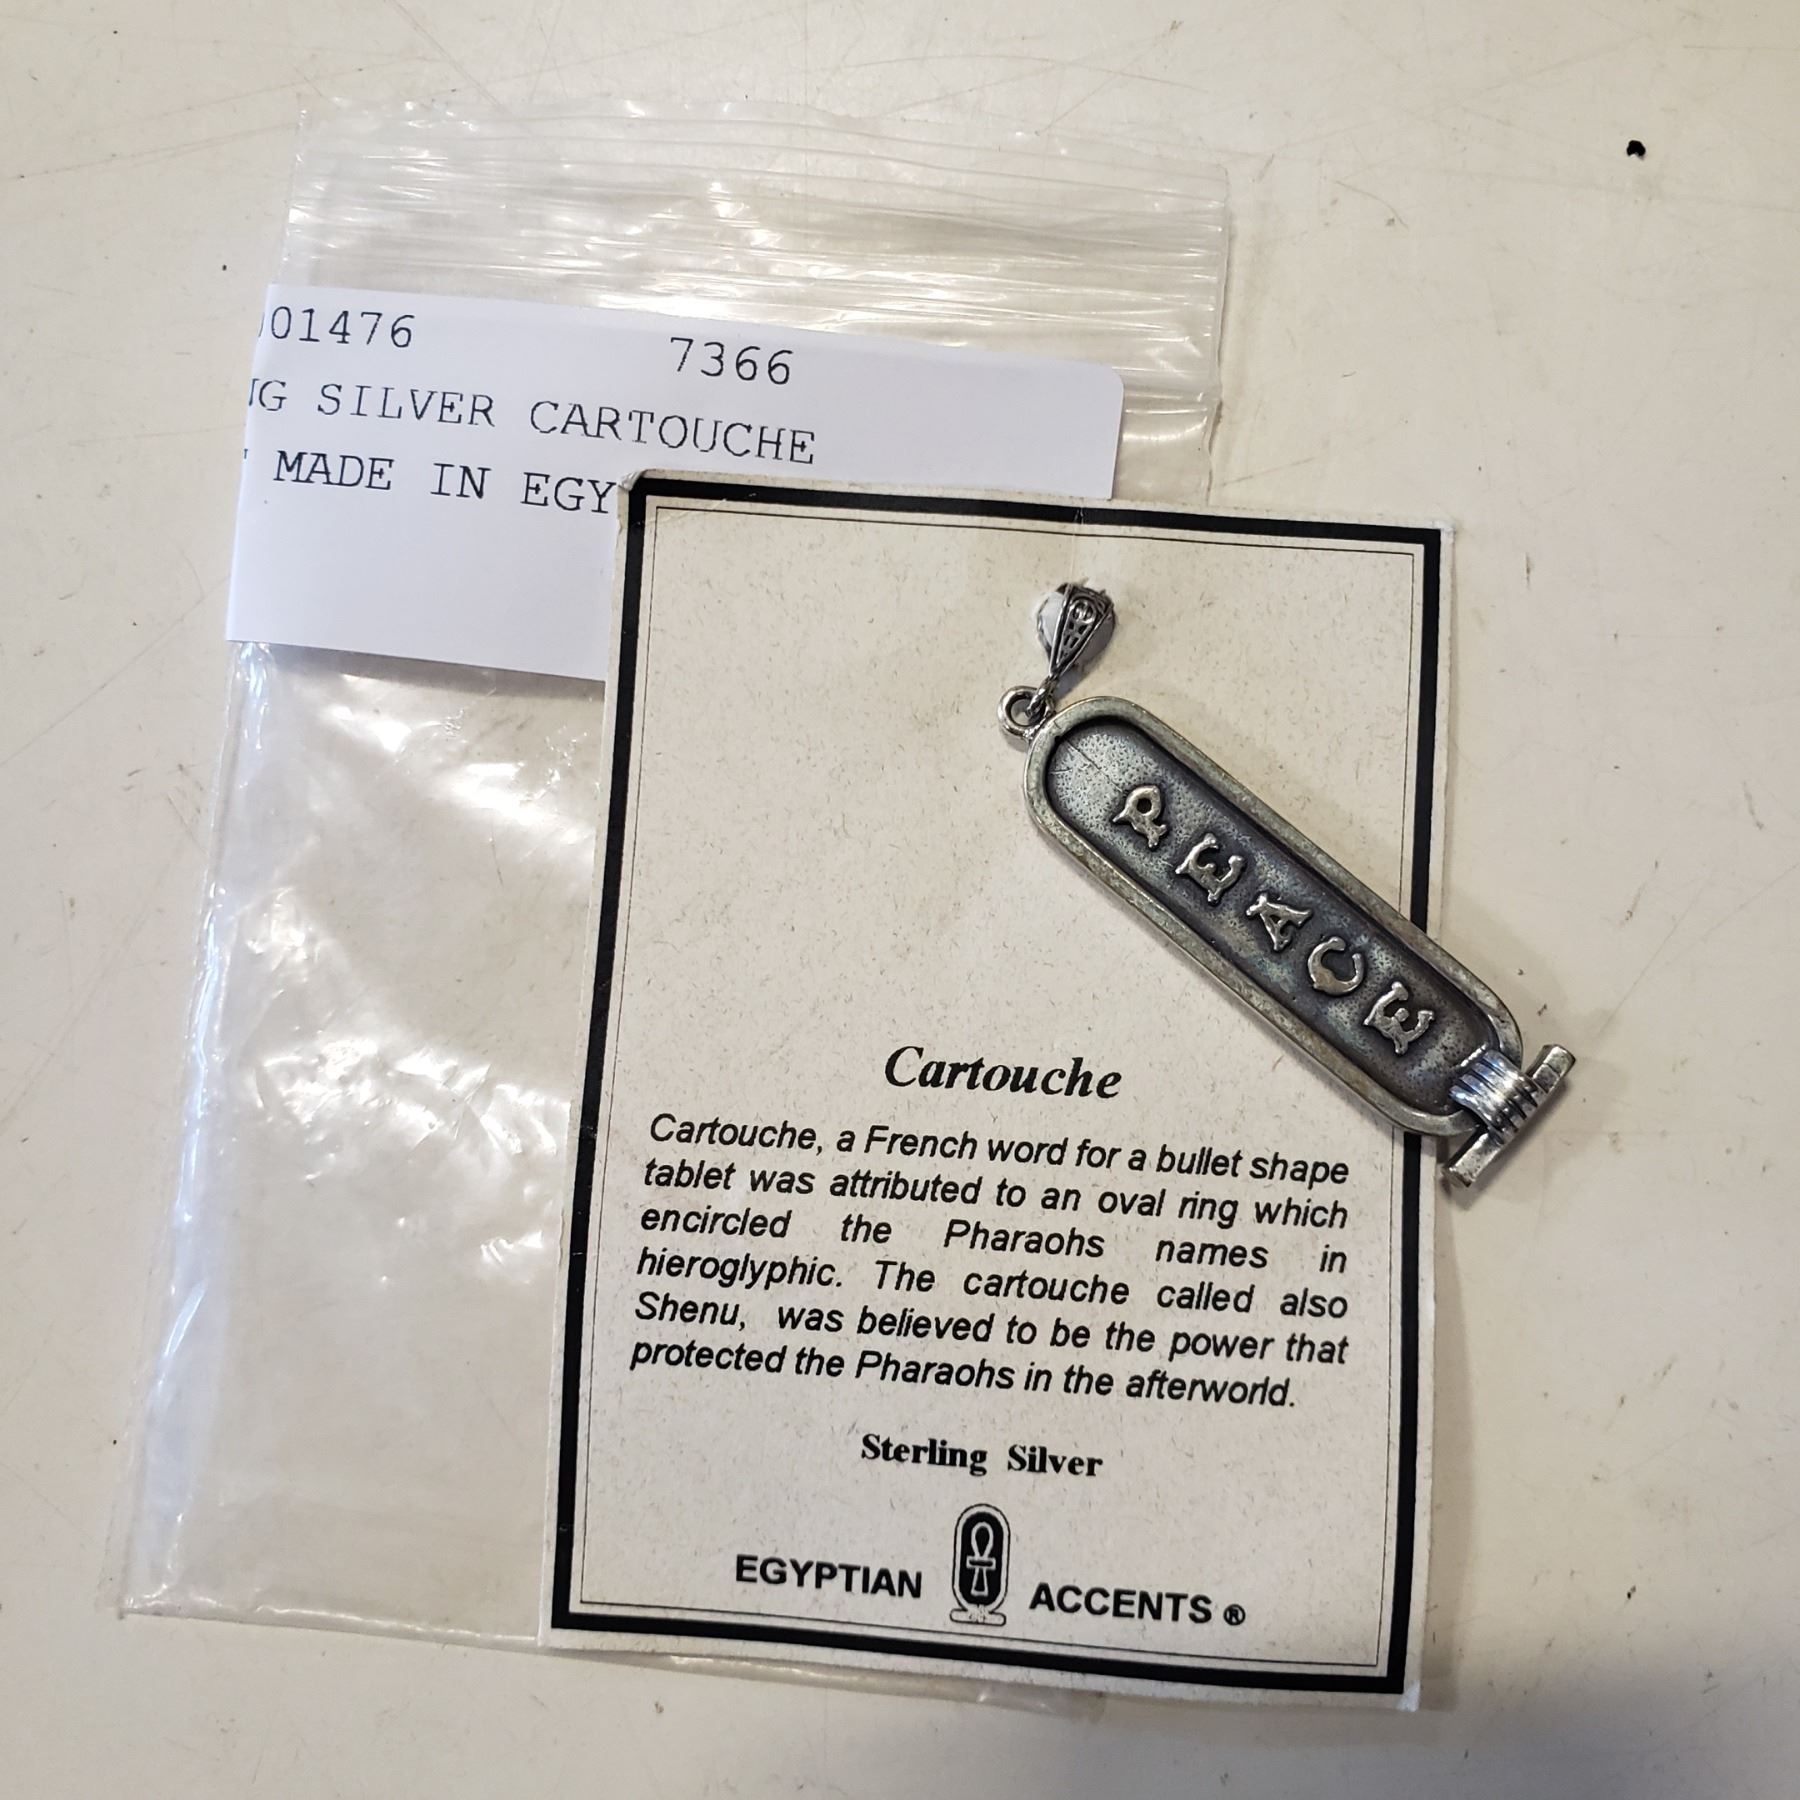 01476 7366
SILVER CARTOUCHE
MADE IN EGY
PEACE
Cartouche
Cartouche, a French word for a bullet shape
tablet was attributed to an oval ring which
encircled the Pharaohs names in
hieroglyphic. The cartouche called also
Shenu, was believed to be the power that
protected the Pharaohs in the afterworld.
Sterling Silver
EGYPTIAN ACCENTS ®